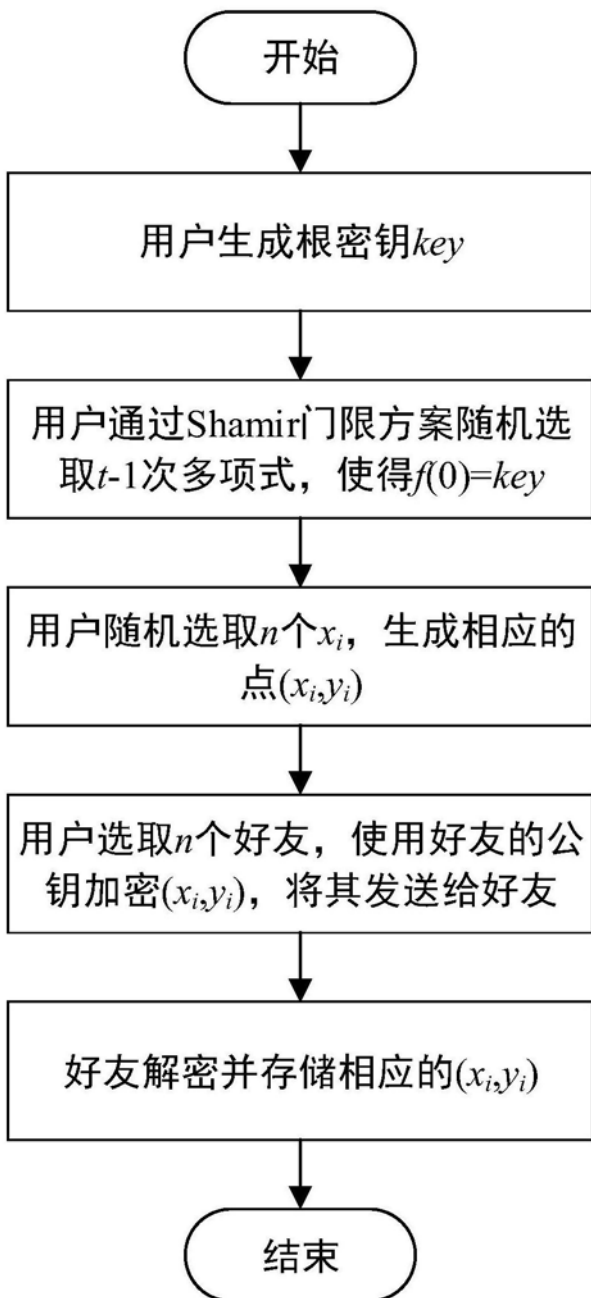 开始
用户生成根密钥key
用户通过Shamir门限方案随机选
取t-1次多项式，使得f(0)=key
用户随机选取n个xᵢ，生成相应的
点(xᵢ,yᵢ)
用户选取n个好友，使用好友的公
钥加密(xᵢ,yᵢ)，将其发送给好友
好友解密并存储相应的(xᵢ,yᵢ)
结束